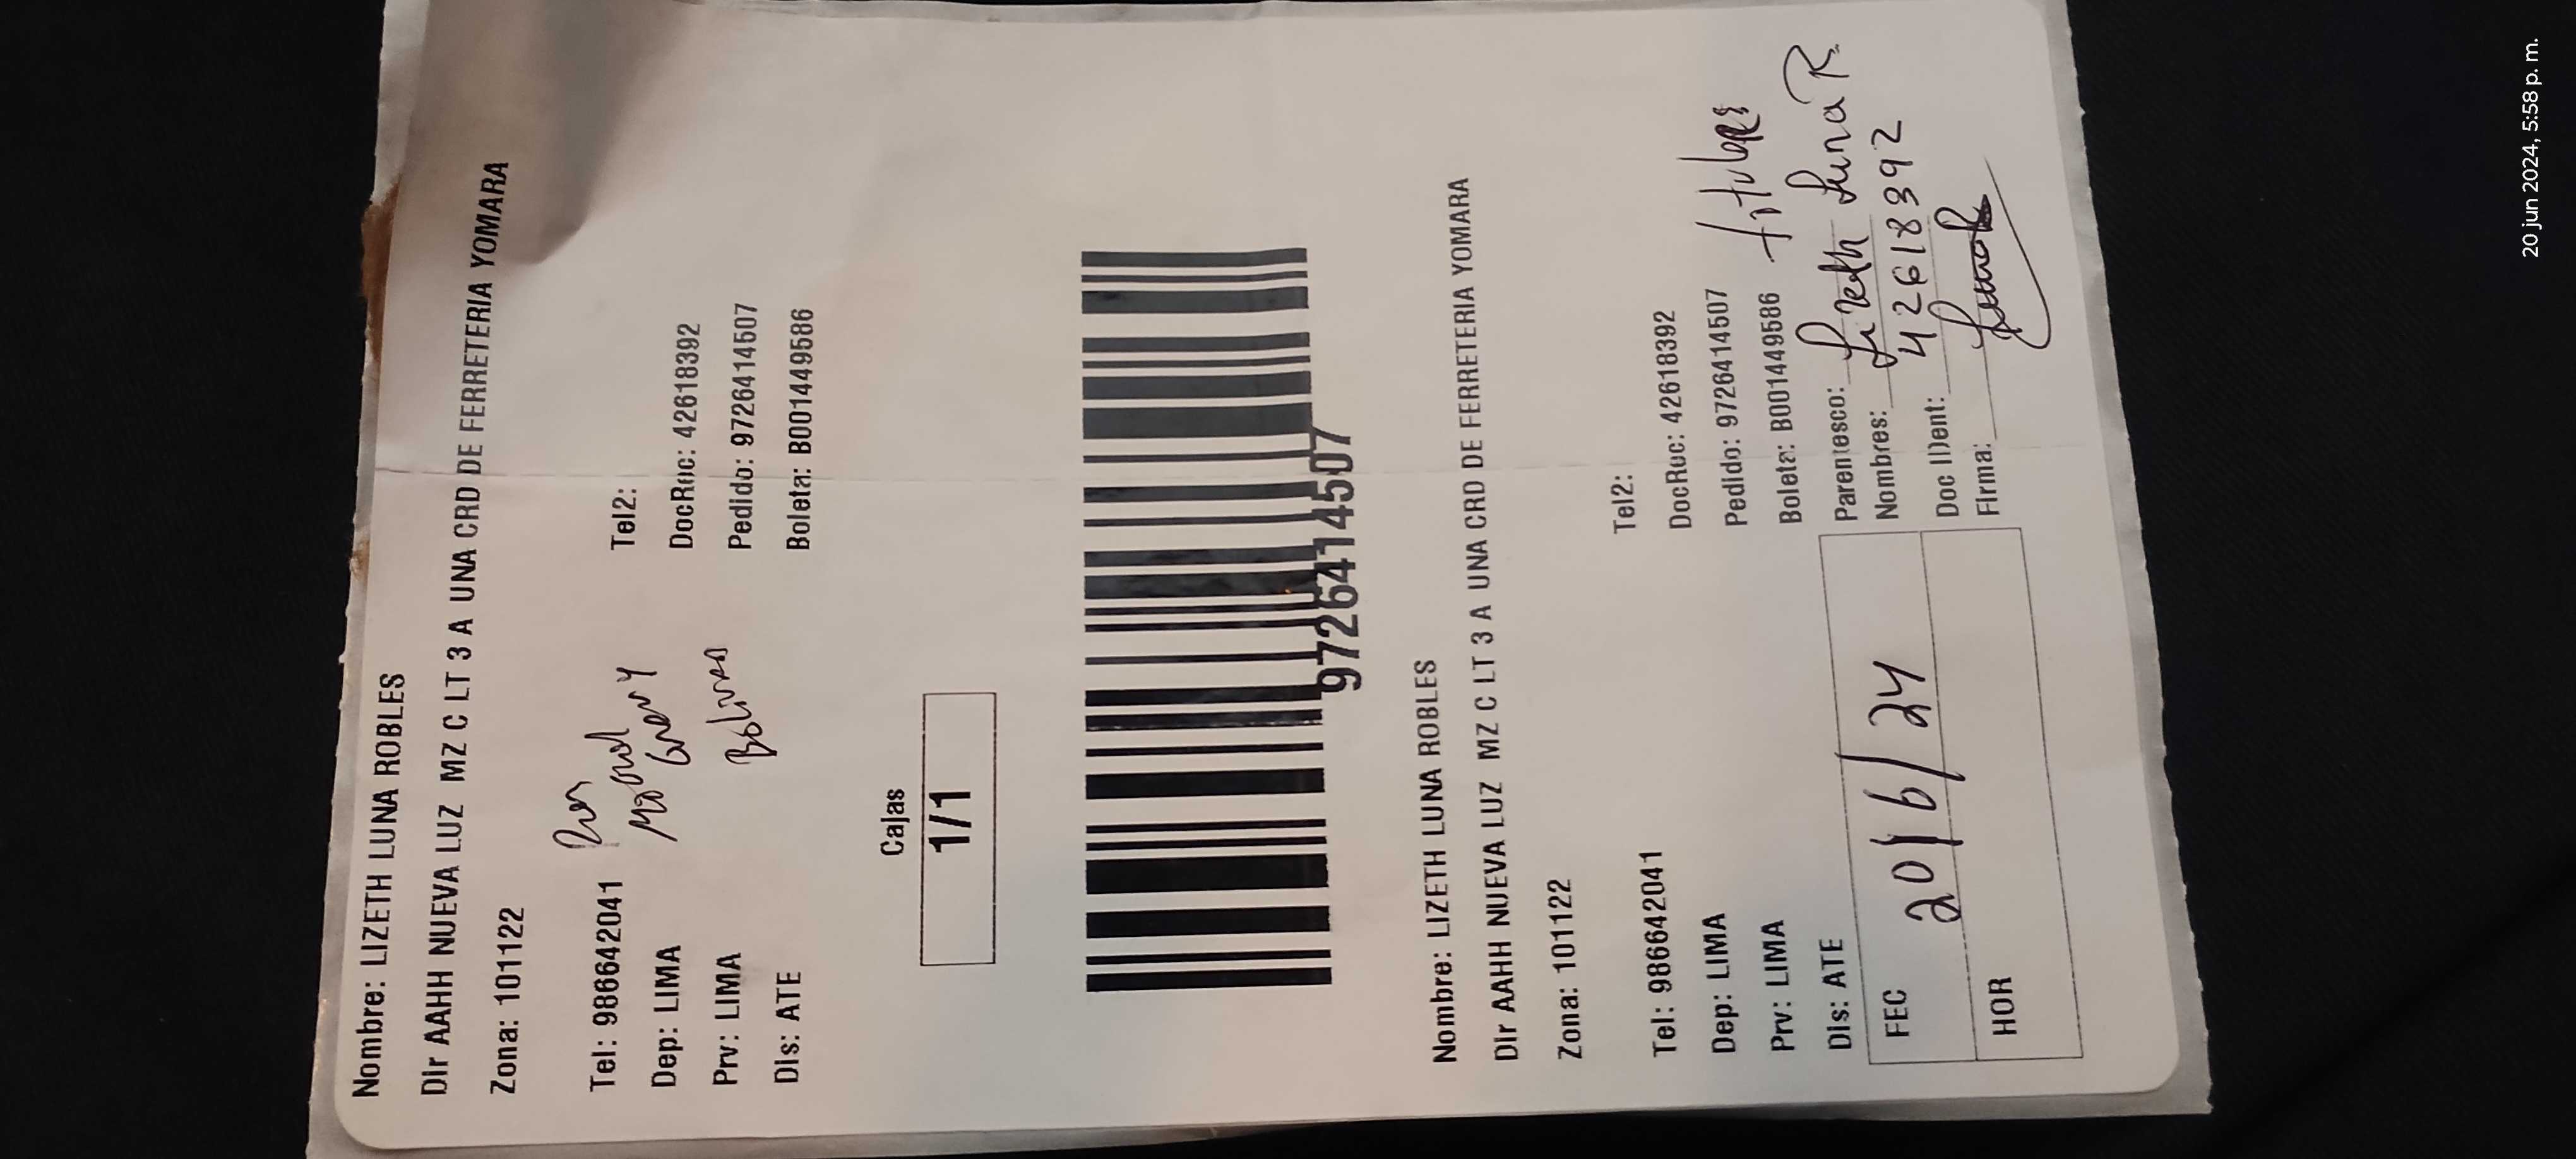 Nombre: LIZETH LUNA ROBLES
Dir AAHH NUEVA LUZ MZ C LT 3 A UNA CRD DE FERRETERIA YOMARA
Zona: 101122
Tel: 986642041
Tel2:
Dep: LIMA
DocRuc: 42618392
Prv: LIMA
Pedido: 9726414507
Dis: ATE
Boleta: B001449586
Cajas
1/1
9726414507
Nombre: LIZETH LUNA ROBLES
Dir AAHH NUEVA LUZ MZ C LT 3 A UNA CRD DE FERRETERIA YOMARA
Zona: 101122
Tel: 986642041
Tel2:
Dep: LIMA
DocRuc: 42618392
Prv: LIMA
Pedido: 9726414507
Dis: ATE
Boleta: B001449586
FEC 20/6/24
HOR
Parentesco: titular
Nombres: Lizeth Luna R
Doc IDent: 42618392
Firma:
20 jun 2024, 5:58 p. m.